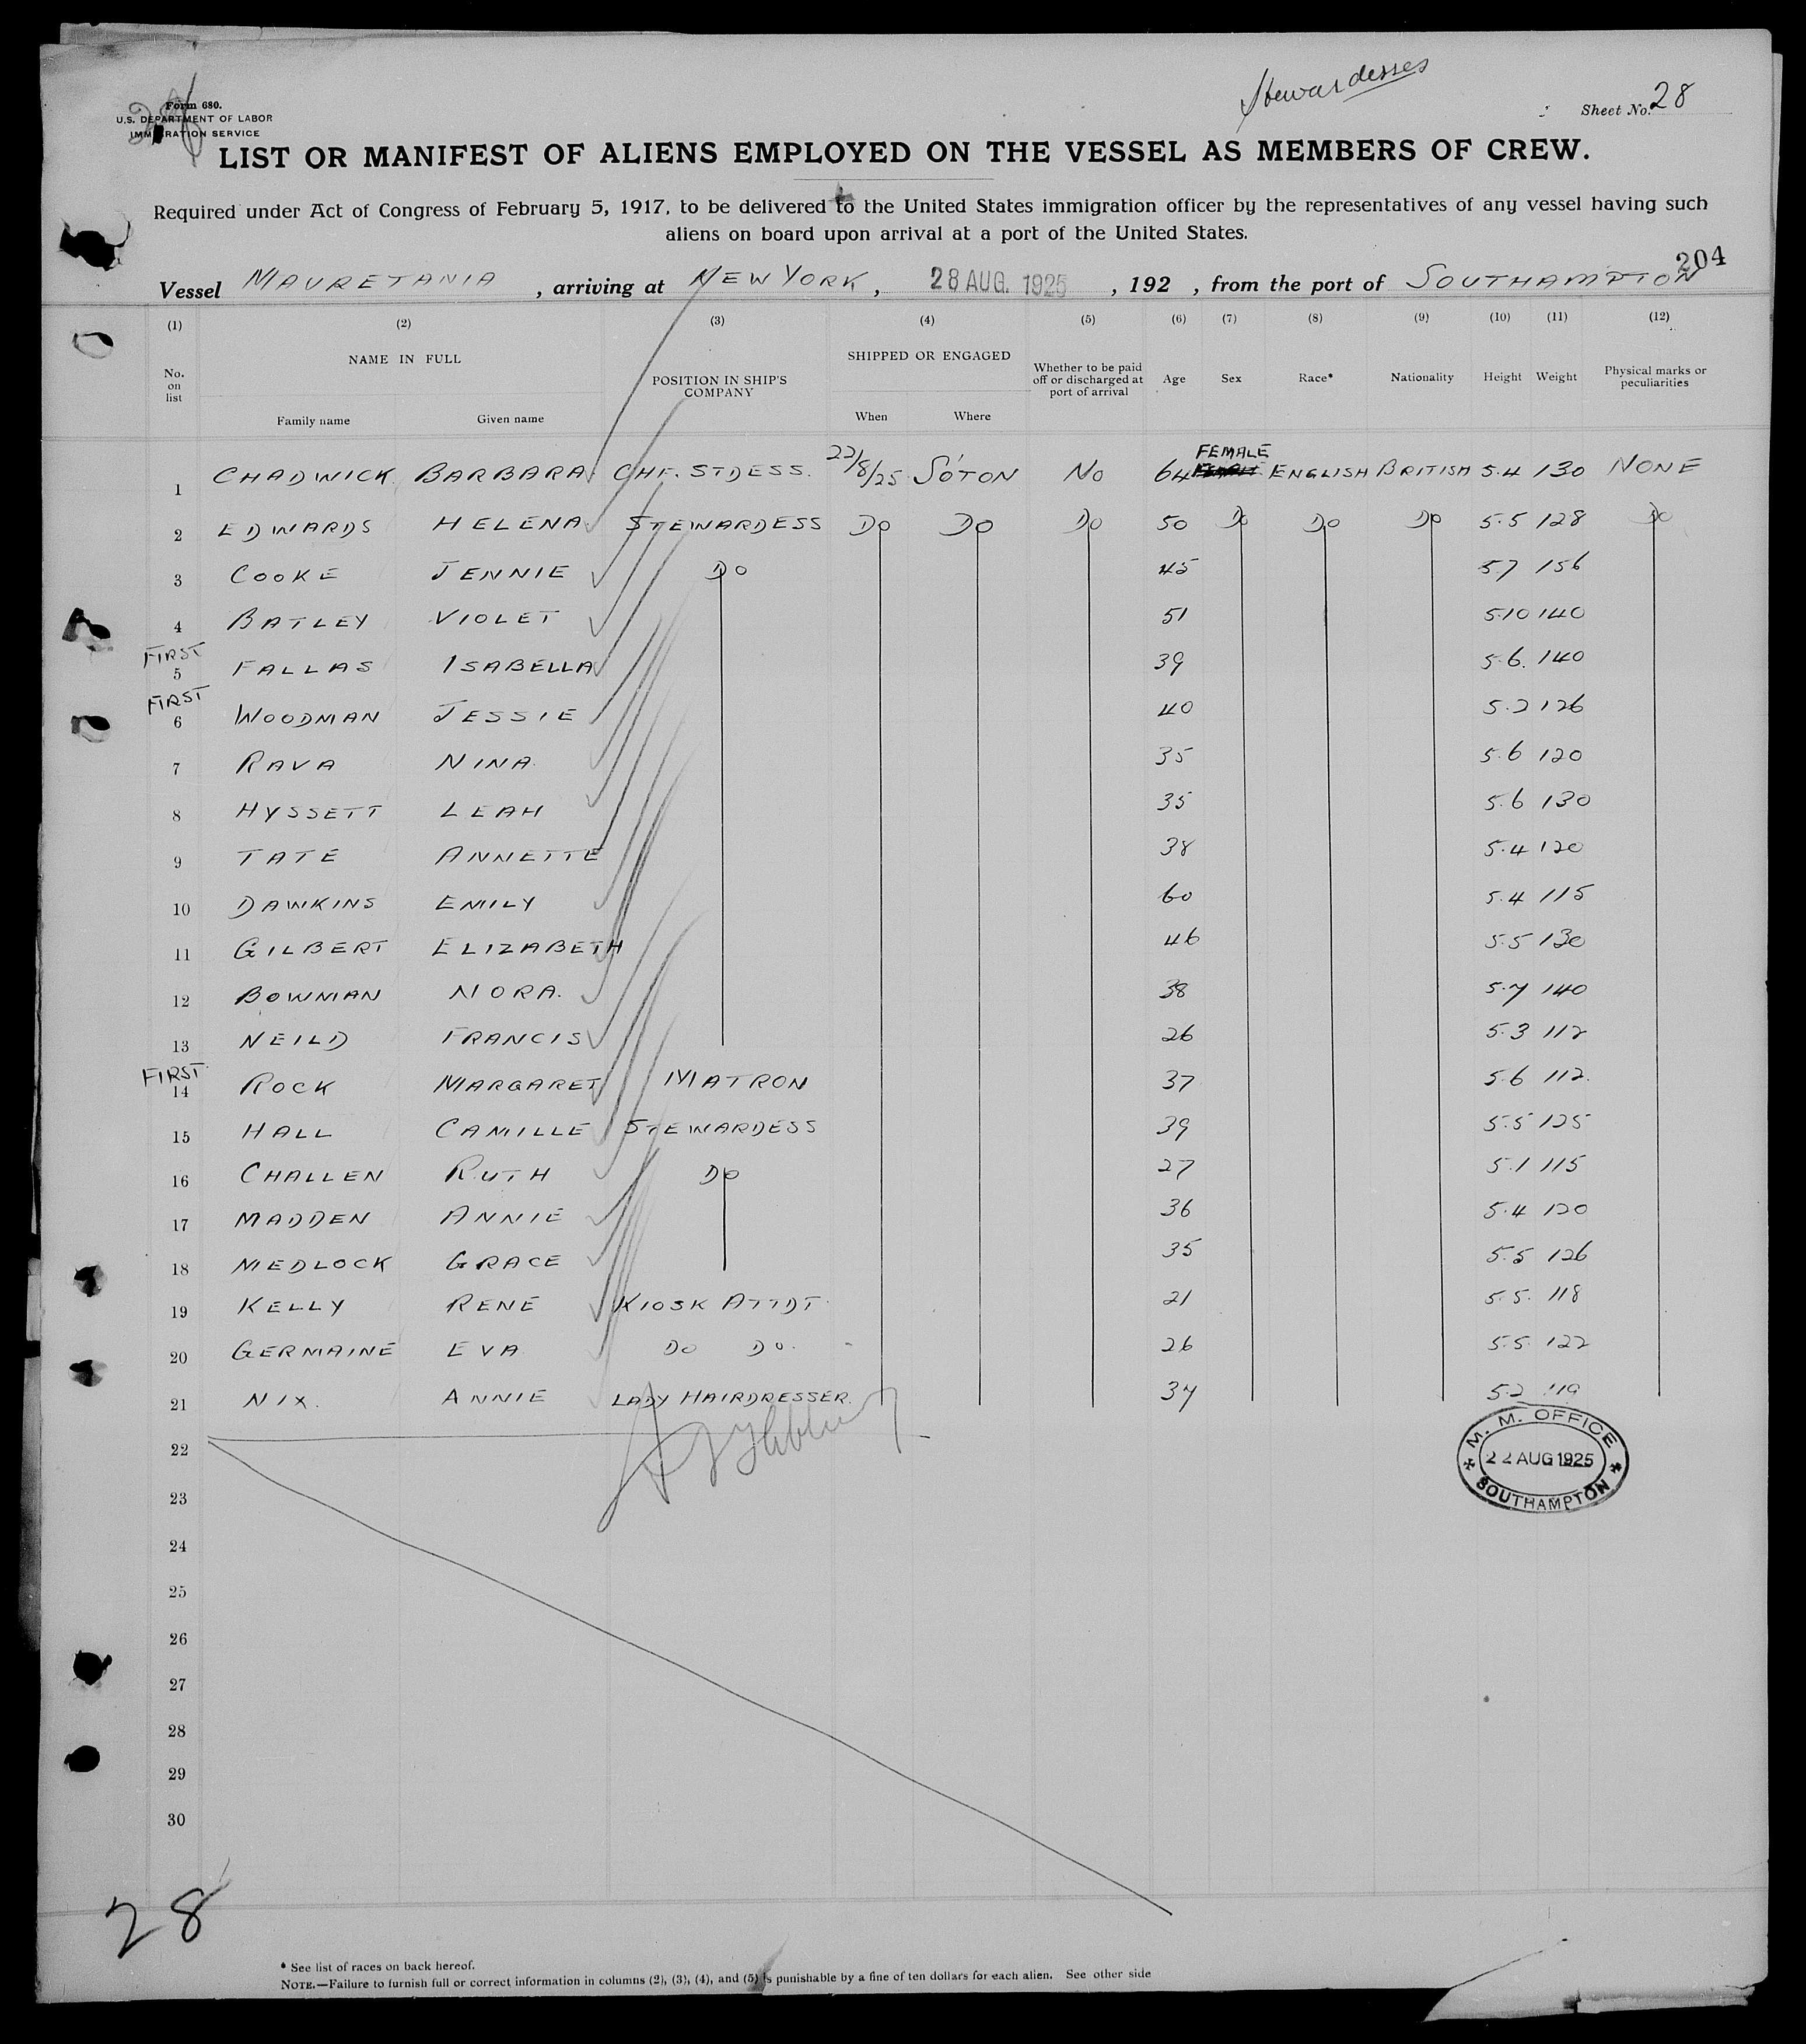 Stewardesses
Form 680.
U.S. DEPARTMENT OF LABOR
IMMIGRATION SERVICE
Sheet No. 28
LIST OR MANIFEST OF ALIENS EMPLOYED ON THE VESSEL AS MEMBERS OF CREW.
Required under Act of Congress of February 5, 1917, to be delivered to the United States immigration officer by the representatives of any vessel having such
aliens on board upon arrival at a port of the United States.
204
Vessel MAURETANIA , arriving at NEW YORK , 28 AUG. 1925 , 192 , from the port of SOUTHAMPTON
(1) (2) (3) (4) (5) (6) (7) (8) (9) (10) (11) (12)
No. on list NAME IN FULL POSITION IN SHIP'S COMPANY SHIPPED OR ENGAGED Whether to be paid off or discharged at port of arrival Age Sex Race* Nationality Height Weight Physical marks or peculiarities
Family name Given name When Where
1 CHADWICK BARBARA CHF. STDESS. 22/8/25 SO'TON NO 64 FEMALE ENGLISH BRITISH 5.4 130 NONE
2 EDWARDS HELENA STEWARDESS DO DO DO 50 DO DO DO 5.5 128 DO
3 COOKE JENNIE DO 45 5.7 156
4 BATLEY VIOLET 51 5.10 140
FIRST
5 FALLAS ISABELLA 39 5.6. 140
FIRST
6 WOODMAN JESSIE 40 5.2 126
7 RAVA NINA. 35 5.6 120
8 HYSSETT LEAH 35 5.6 130
9 TATE ANNETTE 38 5.4 120
10 DAWKINS EMILY 60 5.4 115
11 GILBERT ELIZABETH 46 5.5 130
12 BOWMAN NORA. 38 5.7 140
13 NEILD FRANCIS 26 5.3 112
FIRST
14 ROCK MARGARET MATRON 37 5.6 112.
15 HALL CAMILLE STEWARDESS 39 5.5 125
16 CHALLEN RUTH DO 27 5.1 115
17 MADDEN ANNIE 36 5.4 120
18 MEDLOCK GRACE 35 5.5 126
19 KELLY RENE KIOSK ATTDT 21 5.5. 118
20 GERMAINE EVA DO DO. 26 5.5. 122
21 NIX. ANNIE LADY HAIRDRESSER. 37 5.2
M. M. OFFICE
22 AUG 1925
SOUTHAMPTON
22
23
24
25
26
27
28
29
30
28
* See list of races on back hereof.
NOTE.—Failure to furnish full or correct information in columns (2), (3), (4), and (5) is punishable by a fine of ten dollars for each alien. See other side